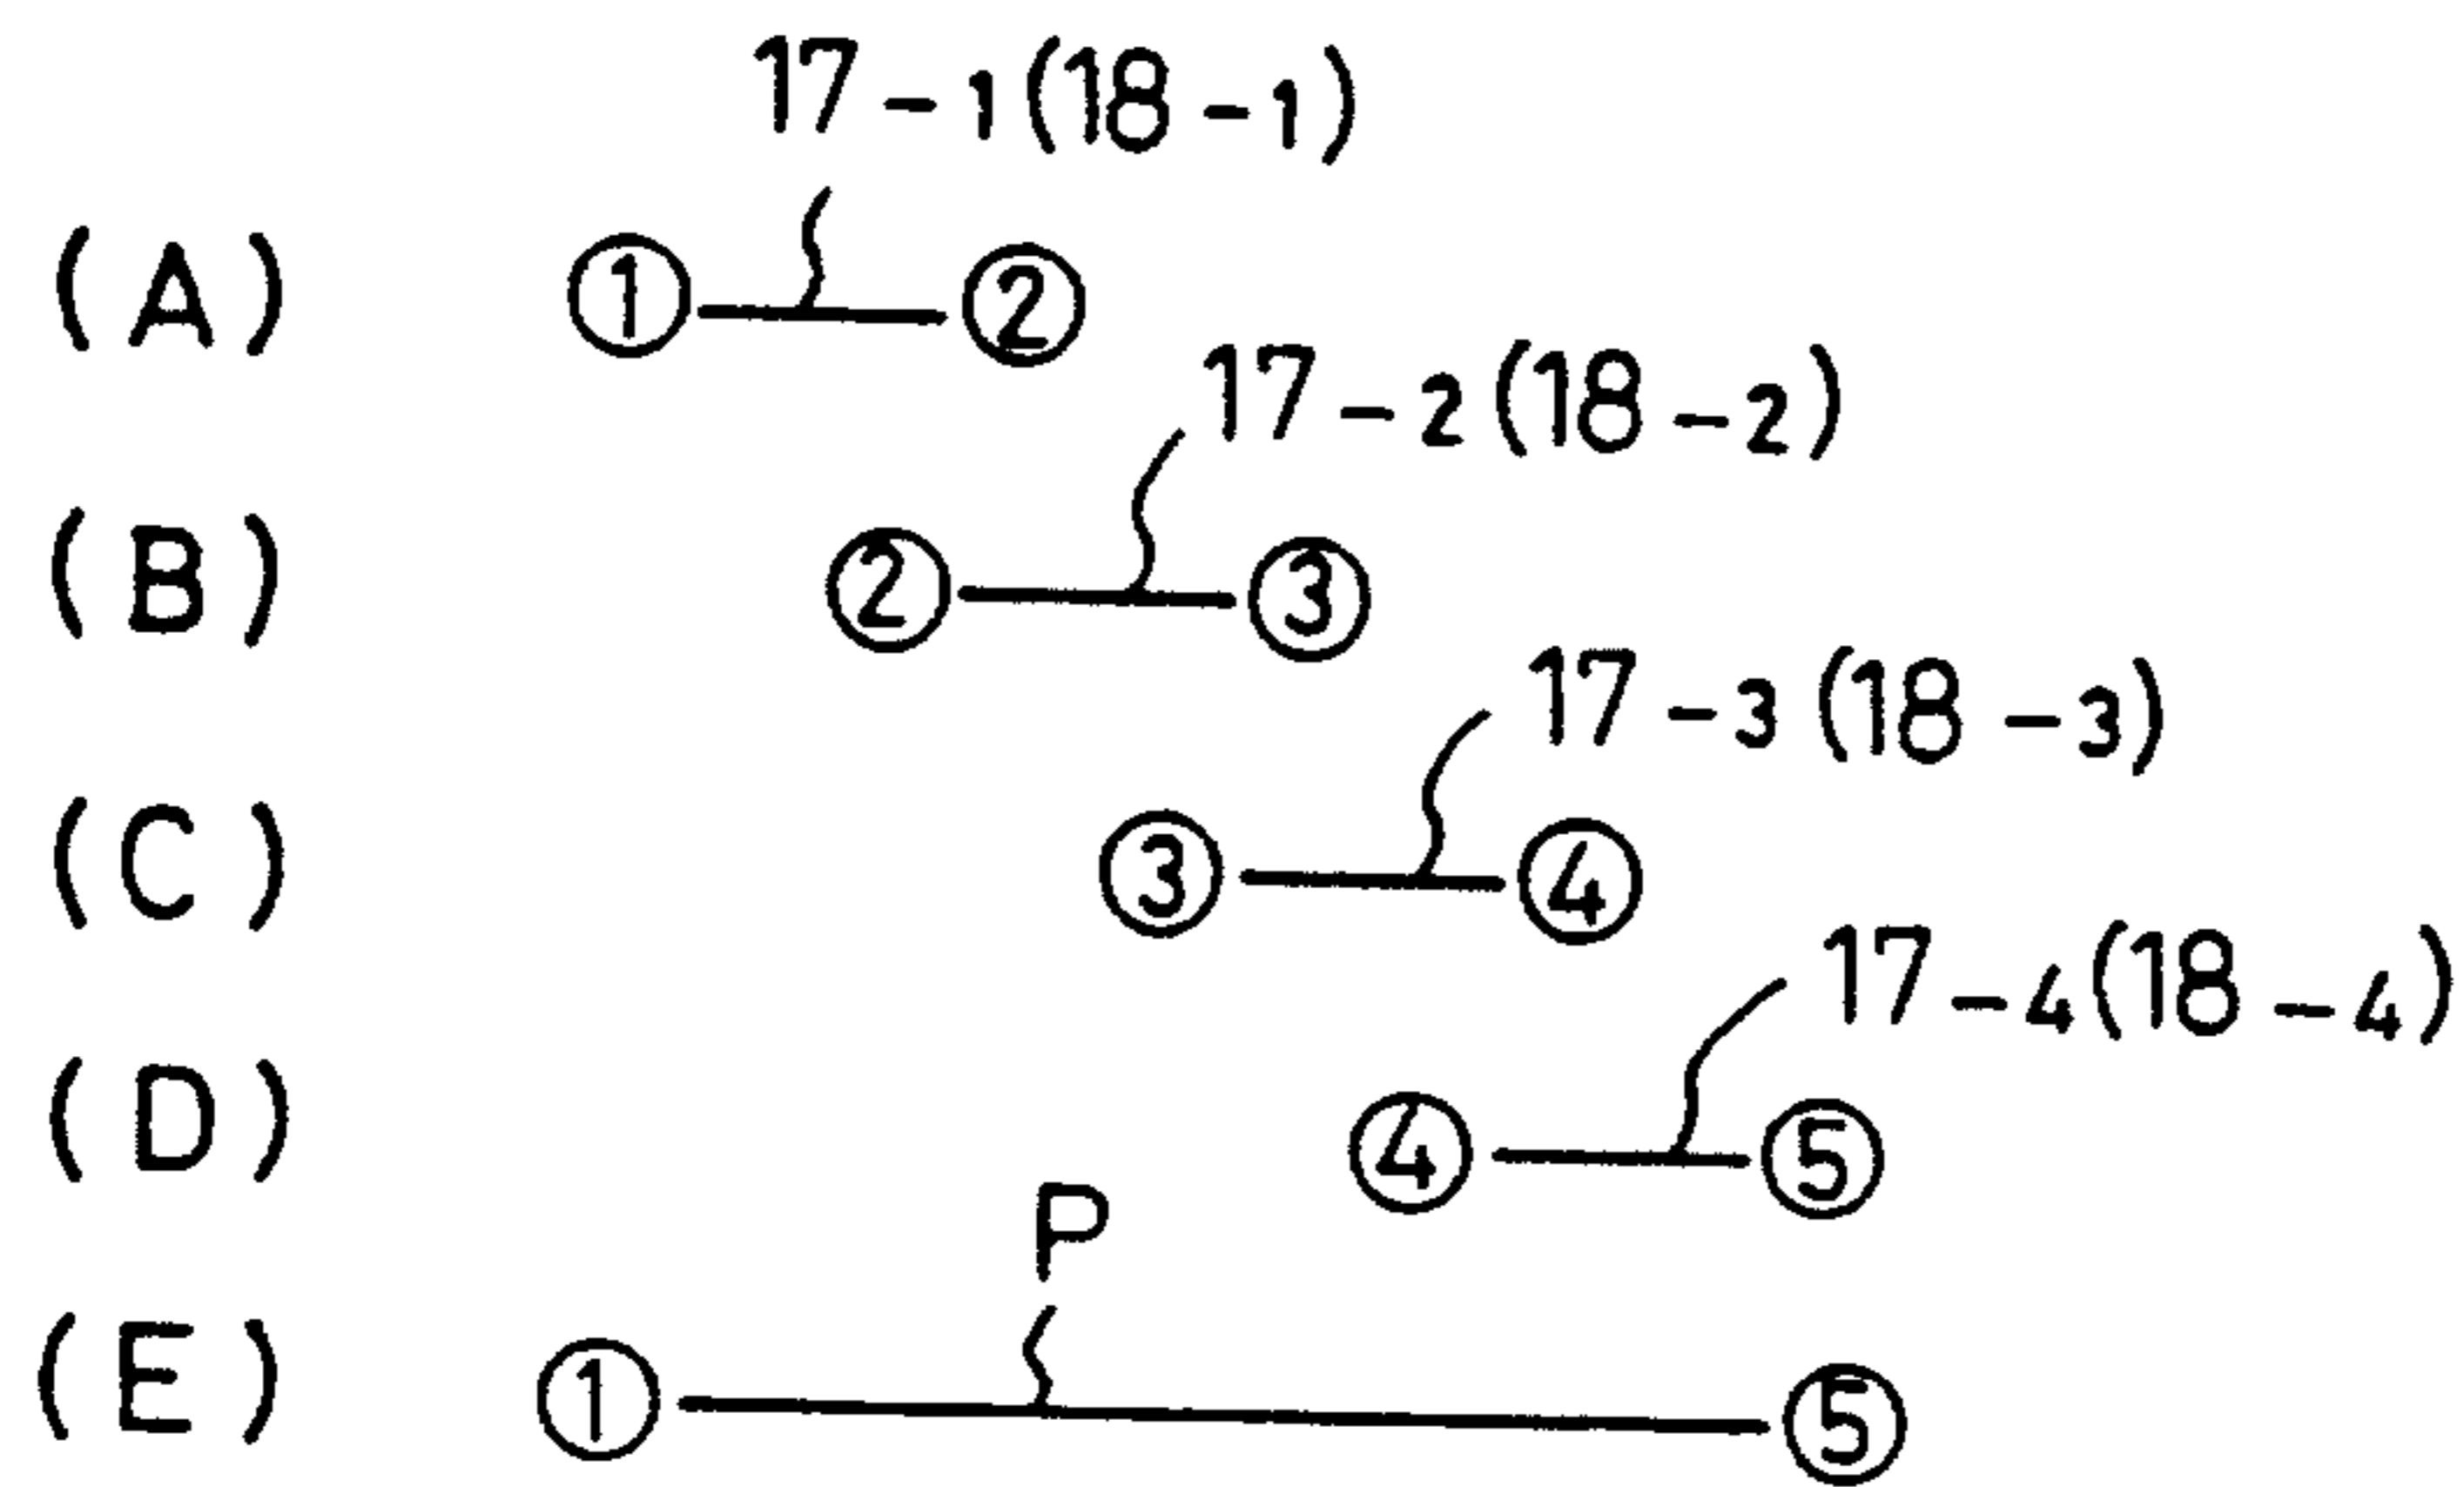 17-1(18-1)
(A) ① ②
17-2(18-2)
(B) ② ③
17-3(18-3)
(C) ③ ④
17-4(18-4)
(D) ④ ⑤
P
(E) ① ⑤